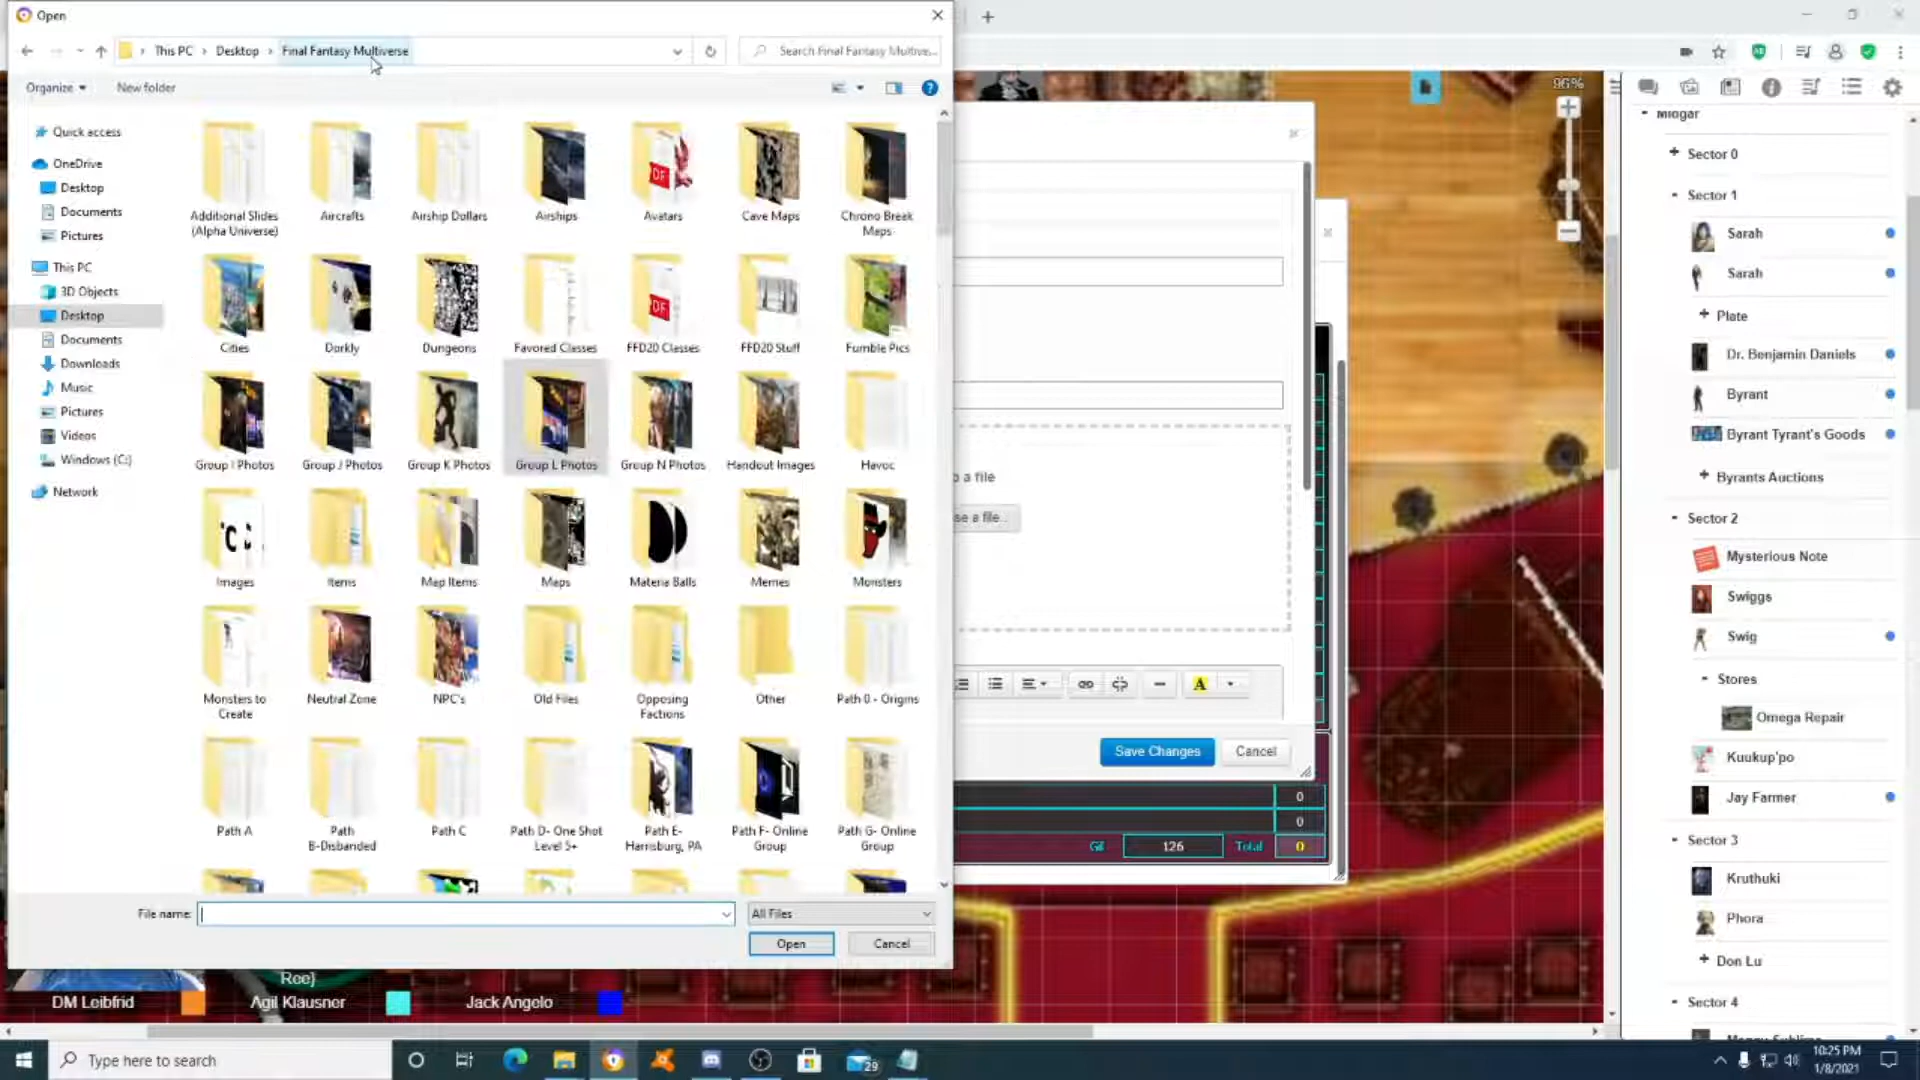 Open
This PC
Desktop
Final Fantasy Multiverse
Search Final Fantasy Multive...
Organize
New folder
Quick access
OneDrive
Desktop
Documents
Pictures
This PC
3D Objects
Desktop
Documents
Downloads
Music
Pictures
Videos
Windows (C:)
Network
Additional Slides
(Alpha Universe)
Aircrafts
Airship Dollars
Airships
Avatars
Cave Maps
Chrono Break
Maps
Cities
Dorkly
Dungeons
Favored Classes
FFD20 Classes
FFD20 Stuff
Fumble Pics
Group I Photos
Group J Photos
Group K Photos
Group L Photos
Group N Photos
Handout Images
Havoc
Images
Items
Map Items
Maps
Materia Balls
Memes
Monsters
Monsters to
Create
Neutral Zone
NPC's
Old Files
Opposing
Factions
Other
Path 0 - Origins
Path A
Path
B-Disbanded
Path C
Path D- One Shot
Level 5+
Path E-
Harrisburg, PA
Path F- Online
Group
Path G- Online
Group
File name:
All Files
Open
Cancel
a file
se a file...
Save Changes
Cancel
0
0
Gil
126
Total
0
96%
Midgar
Sector 0
Sector 1
Sarah
Sarah
Plate
Dr. Benjamin Daniels
Byrant
Byrant Tyrant's Goods
Byrants Auctions
Sector 2
Mysterious Note
Swiggs
Swig
Stores
Omega Repair
Kuukup'po
Jay Farmer
Sector 3
Kruthuki
Phora
Don Lu
Sector 4
Ree)
DM Leibfrid
Agil Klausner
Jack Angelo
Type here to search
29
10:25 PM
1/8/2021